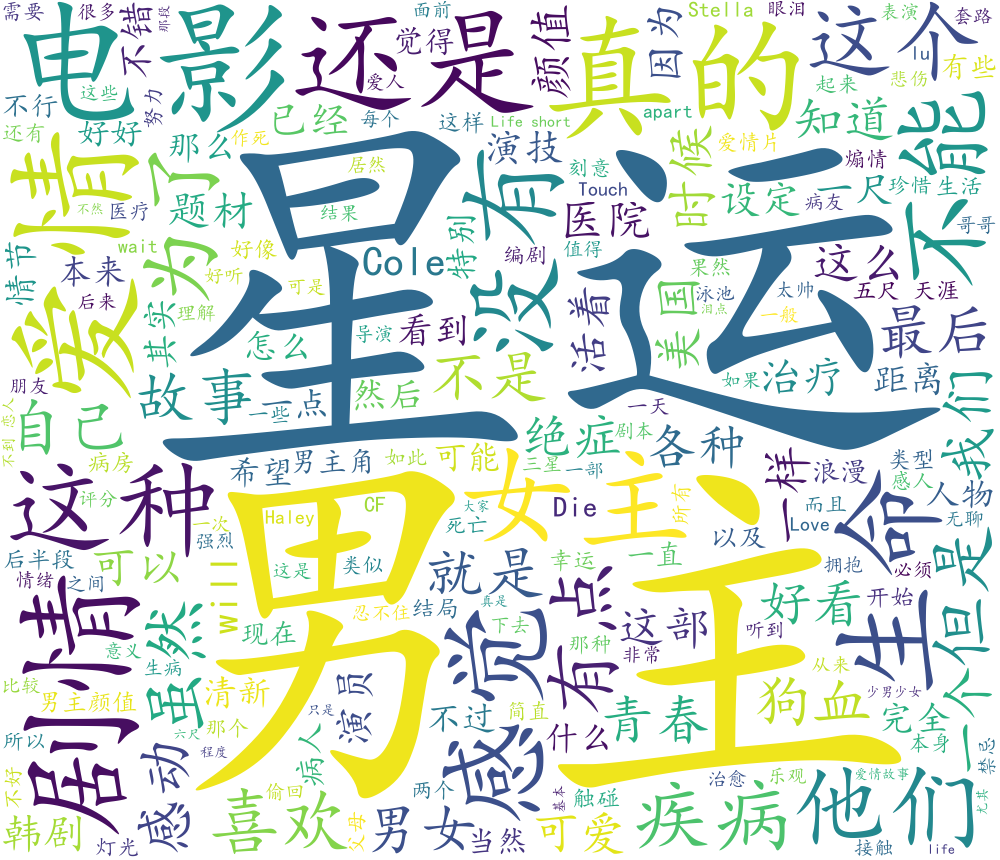 需要
很多
不错
电影
还是
面前
觉得
爱人
颜值
真的
因为
Stella
眼泪
这个
表演
套路
lu
有些
悲伤
那段
这些
努力
不行
还有
好好
那么
已经
作死
每个
这样
Life short
apart
起来
知道
不能
爱情
了
题材
居然
结果
演技
没有
刻意
Touch
医院
时候
爱情片
煽情
设定
一尺
珍惜
生活
病友
哥哥
不然
医疗
wait
为
好像
好听
可是
Cole
特别
编剧
值得
果然
泳池
泪点
太帅
这么
五尺
天涯
情节
本来
后来
其实
理解
星运
怎么
导演
看到
活着
美国
一般
最后
朋友
故事
一些
一点
然后
不是
如果
治疗
距离
恋人
不到
自己
病房
希望
男主角
如此
可能
三星
一部
绝症
剧本
一天
各种
一样
浪漫
类型
感人
我们
人物
无聊
这种
评分
一次
强烈
Haley
CF
大家
死亡
女主
Die
所有
以及
Love
而且
生命
必须
后半段
情绪
之间
可以
will
这是
类似
就是
幸运
一直
拥抱
但是
男主
剧情
虽然
意义
生病
现在
忍不住
结局
真是
下去
感觉
那种
有点
这部
非常
听到
好看
开始
从来
少男少女
比较
男主颜值
清新
那个
只是
演员
不过
简直
什么
青春
狗血
完全
本身
一个
禁忌
所以
六尺
程度
病人
不好
感动
喜欢
偷回
父母
男女
两个
当然
触碰
基本
可爱
疾病
治愈
乐观
爱情故事
他们
尤其
韩剧
灯光
接触
life